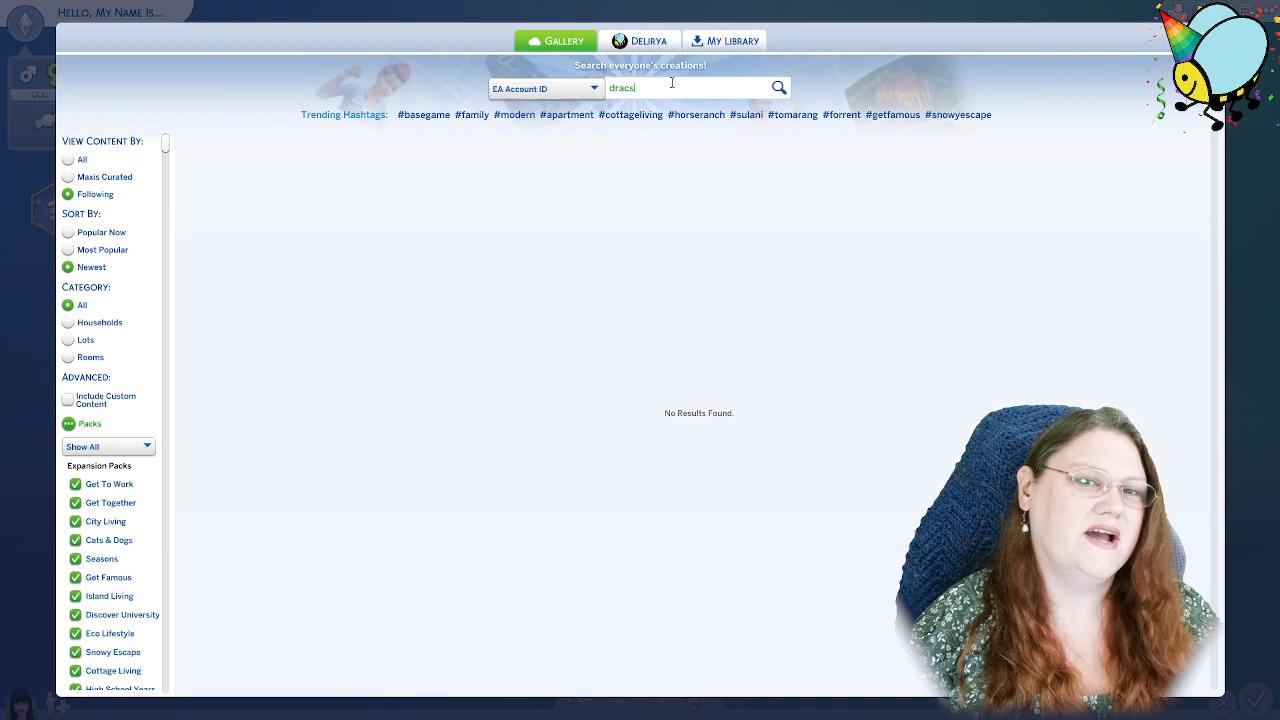 HELLO, MY NAME IS...
GALLERY
DELIRYA
MY LIBRARY
Search everyone's creations!
EA Account ID
dracs
Trending Hashtags: #basegame #family #modern #apartment #cottageliving #horseranch #sulani #tomarang #forrent #getfamous #snowyescape
VIEW CONTENT BY:
All
Maxis Curated
Following
SORT BY:
Popular Now
Most Popular
Newest
CATEGORY:
All
Households
Lots
Rooms
ADVANCED:
Include Custom
Content
Packs
Show All
Expansion Packs
Get To Work
Get Together
City Living
Cats & Dogs
Seasons
Get Famous
Island Living
Discover University
Eco Lifestyle
Snowy Escape
Cottage Living
High School Years
No Results Found.